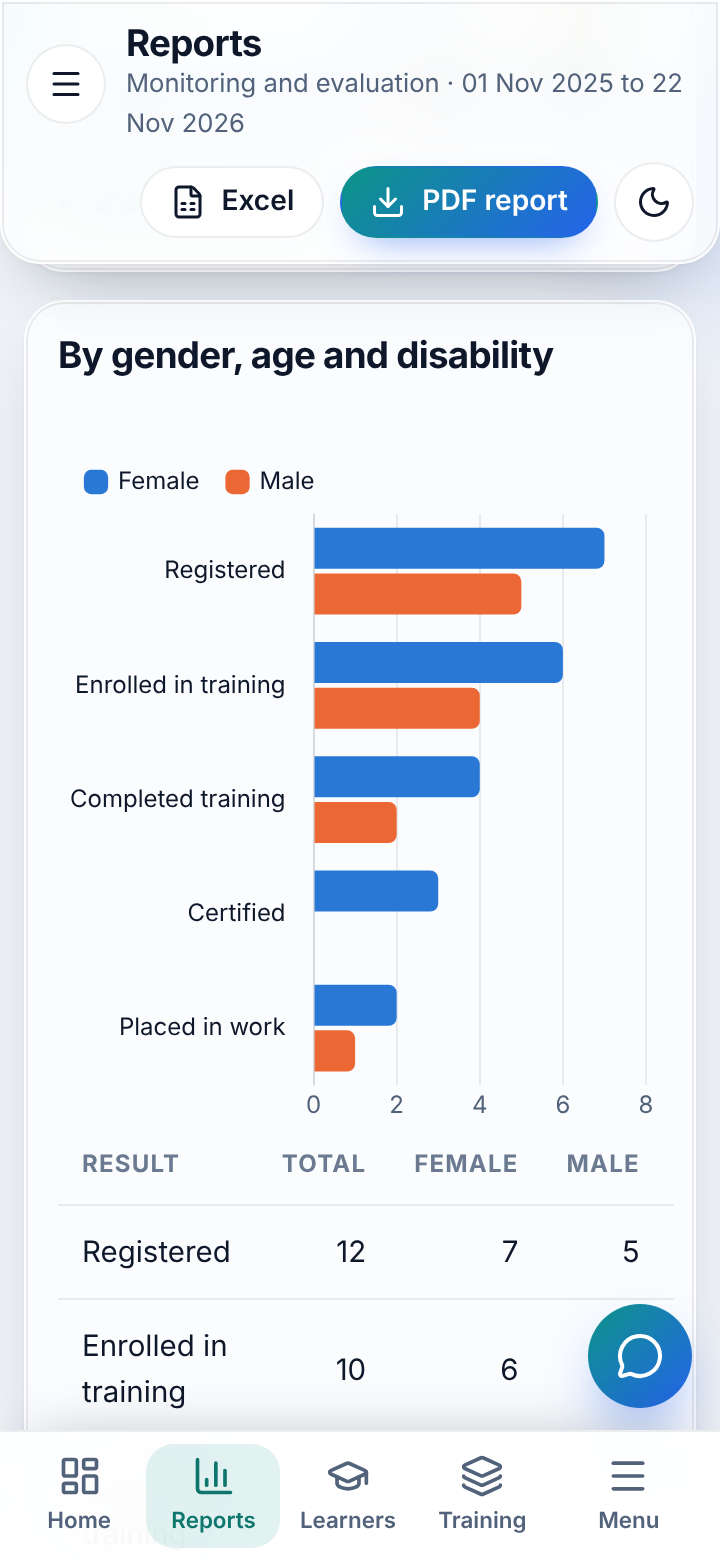 Reports
Monitoring and evaluation · 01 Nov 2025 to 22
Nov 2026
Excel
PDF report
By gender, age and disability
Female Male
Registered
Enrolled in training
Completed training
Certified
Placed in work
0 2 4 6 8
RESULT TOTAL FEMALE MALE
Registered 12 7 5
Enrolled in
training 10 6
training
Home Reports Learners Training Menu